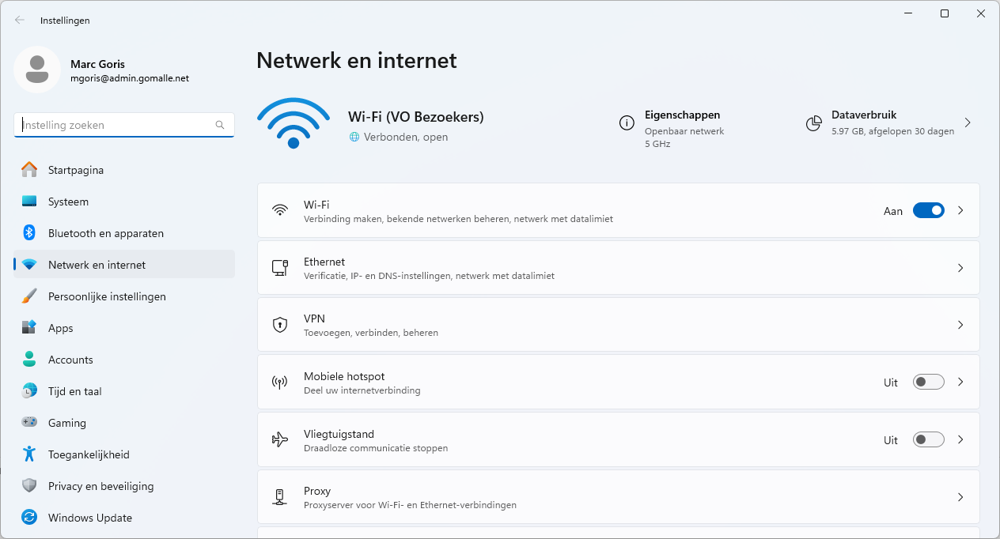 Instellingen
Marc Goris
mgoris@admin.gomalle.net
Instelling zoeken
Startpagina
Systeem
Bluetooth en apparaten
Netwerk en internet
Persoonlijke instellingen
Apps
Accounts
Tijd en taal
Gaming
Toegankelijkheid
Privacy en beveiliging
Windows Update
Netwerk en internet
Wi-Fi (VO Bezoekers)
Verbonden, open
Eigenschappen
Openbaar netwerk
5 GHz
Dataverbruik
5.97 GB, afgelopen 30 dagen
Wi-Fi
Verbinding maken, bekende netwerken beheren, netwerk met datalimiet
Aan
Ethernet
Verificatie, IP- en DNS-instellingen, netwerk met datalimiet
VPN
Toevoegen, verbinden, beheren
Mobiele hotspot
Deel uw internetverbinding
Uit
Vliegtuigstand
Draadloze communicatie stoppen
Uit
Proxy
Proxyserver voor Wi-Fi- en Ethernet-verbindingen